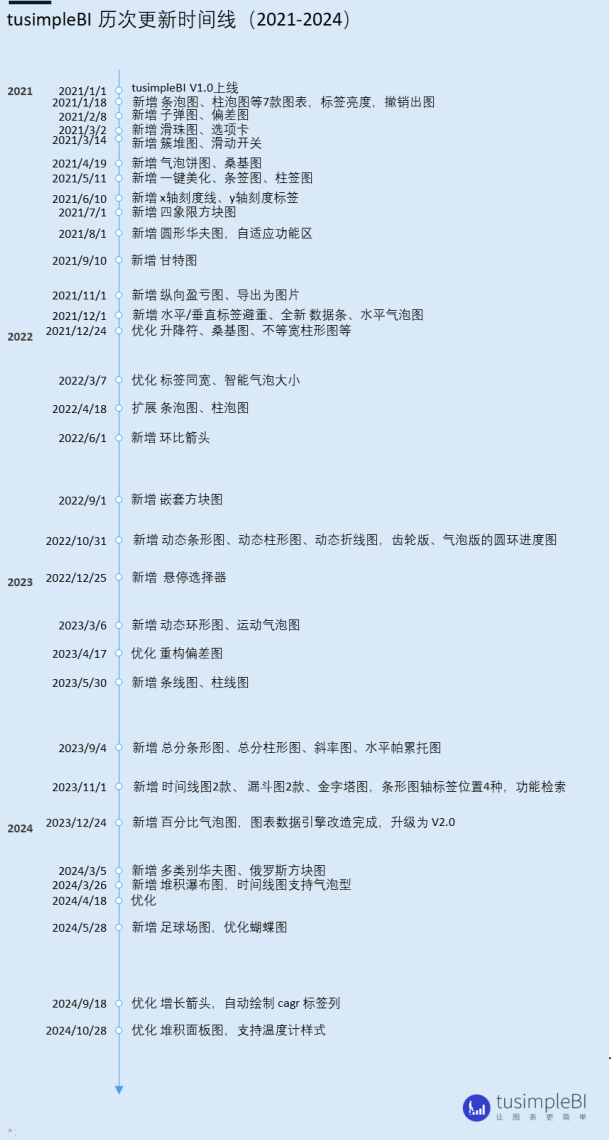 tusimpleBI 历次更新时间线（2021-2024）
2021
2021/1/1 tusimpleBI V1.0上线
2021/1/18 新增 条泡图、柱泡图等7款图表，标签亮度，撤销出图
2021/2/8 新增 子弹图、偏差图
2021/3/2 新增 滑珠图、选项卡
2021/3/14 新增 簇堆图、滑动开关
2021/4/19 新增 气泡饼图、桑基图
2021/5/11 新增 一键美化、条签图、柱签图
2021/6/10 新增 x轴刻度线、y轴刻度标签
2021/7/1 新增 四象限方块图
2021/8/1 新增 圆形华夫图，自适应功能区
2021/9/10 新增 甘特图
2021/11/1 新增 纵向盈亏图、导出为图片
2021/12/1 新增 水平/垂直标签避重、全新 数据条、水平气泡图
2021/12/24 优化 升降符、桑基图、不等宽柱形图等
2022
2022/3/7 优化 标签同宽、智能气泡大小
2022/4/18 扩展 条泡图、柱泡图
2022/6/1 新增 环比箭头
2022/9/1 新增 嵌套方块图
2022/10/31 新增 动态条形图、动态柱形图、动态折线图，齿轮版、气泡版的圆环进度图
2022/12/25 新增 悬停选择器
2023
2023/3/6 新增 动态环形图、运动气泡图
2023/4/17 优化 重构偏差图
2023/5/30 新增 条线图、柱线图
2023/9/4 新增 总分条形图、总分柱形图、斜率图、水平帕累托图
2023/11/1 新增 时间线图2款、 漏斗图2款、金字塔图，条形图轴标签位置4种，功能检索
2023/12/24 新增 百分比气泡图，图表数据引擎改造完成，升级为 V2.0
2024
2024/3/5 新增 多类别华夫图、俄罗斯方块图
2024/3/26 新增 堆积瀑布图，时间线图支持气泡型
2024/4/18 优化
2024/5/28 新增 足球场图，优化蝴蝶图
2024/9/18 优化 增长箭头，自动绘制 cagr 标签列
2024/10/28 优化 堆积面板图，支持温度计样式
tusimpleBI
让图表更简单